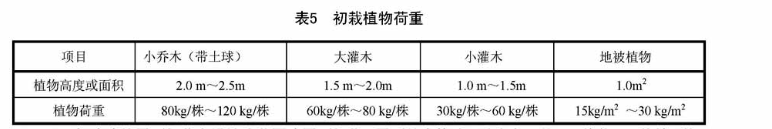 表5 初栽植物荷重
项目 小乔木（带土球） 大灌木 小灌木 地被植物
植物高度或面积 2.0 m～2.5m 1.5 m～2.0m 1.0 m～1.5m 1.0m²
植物荷重 80kg/株～120 kg/株 60kg/株～80 kg/株 30kg/株～60 kg/株 15kg/m² ～30 kg/m²